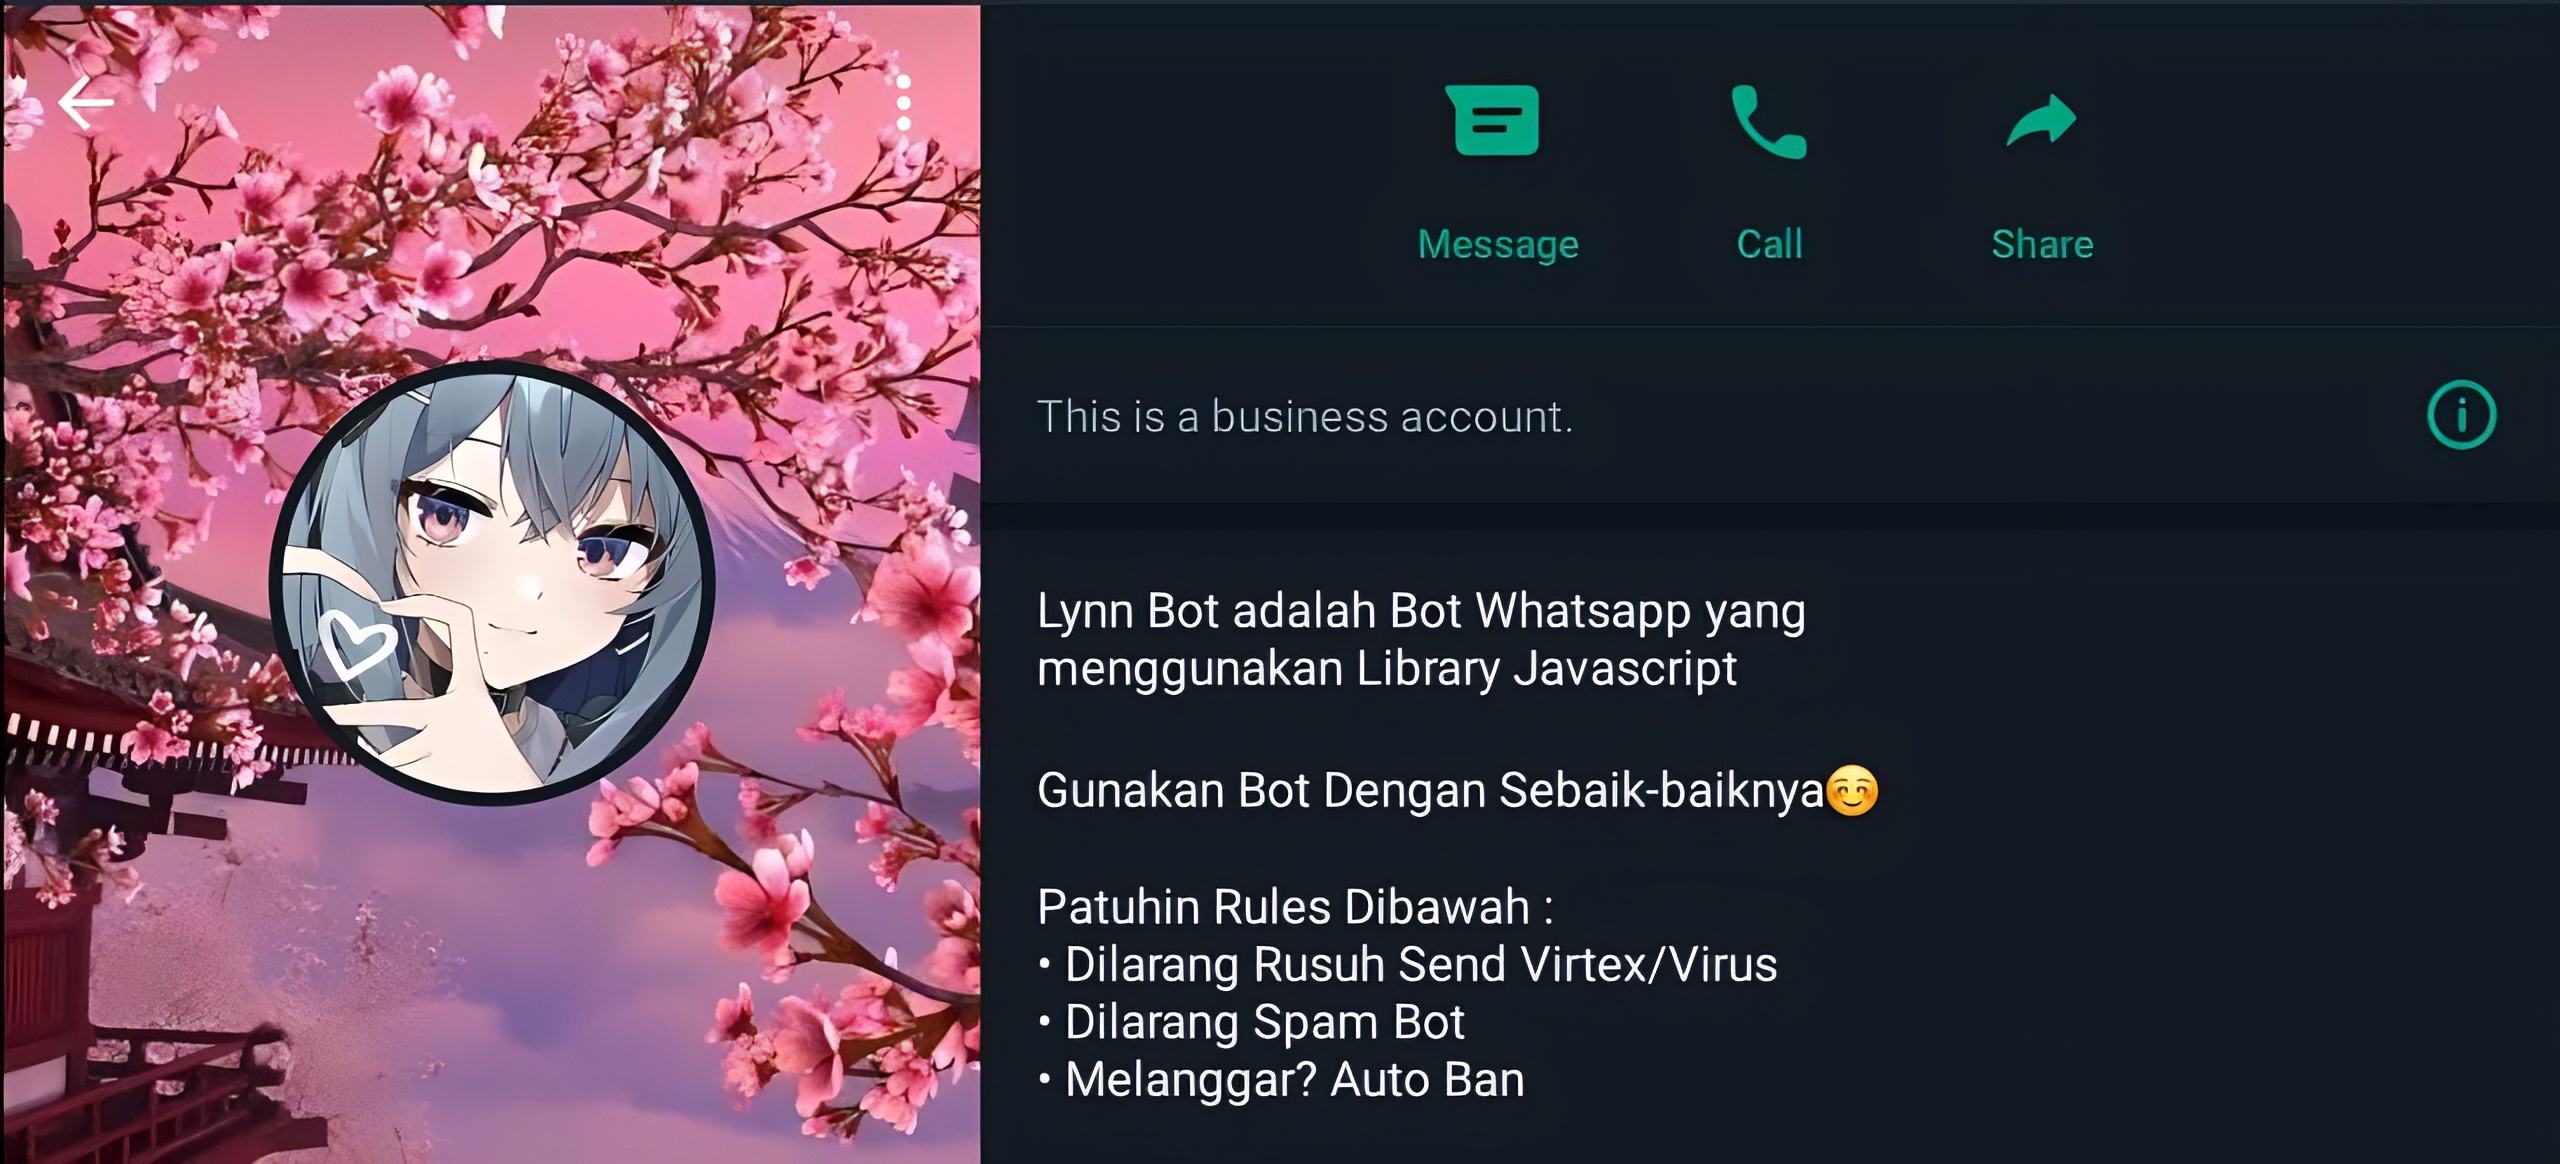 Message
Call
Share
This is a business account.
Lynn Bot adalah Bot Whatsapp yang
menggunakan Library Javascript
Gunakan Bot Dengan Sebaik-baiknya☺️
Patuhin Rules Dibawah :
• Dilarang Rusuh Send Virtex/Virus
• Dilarang Spam Bot
• Melanggar? Auto Ban